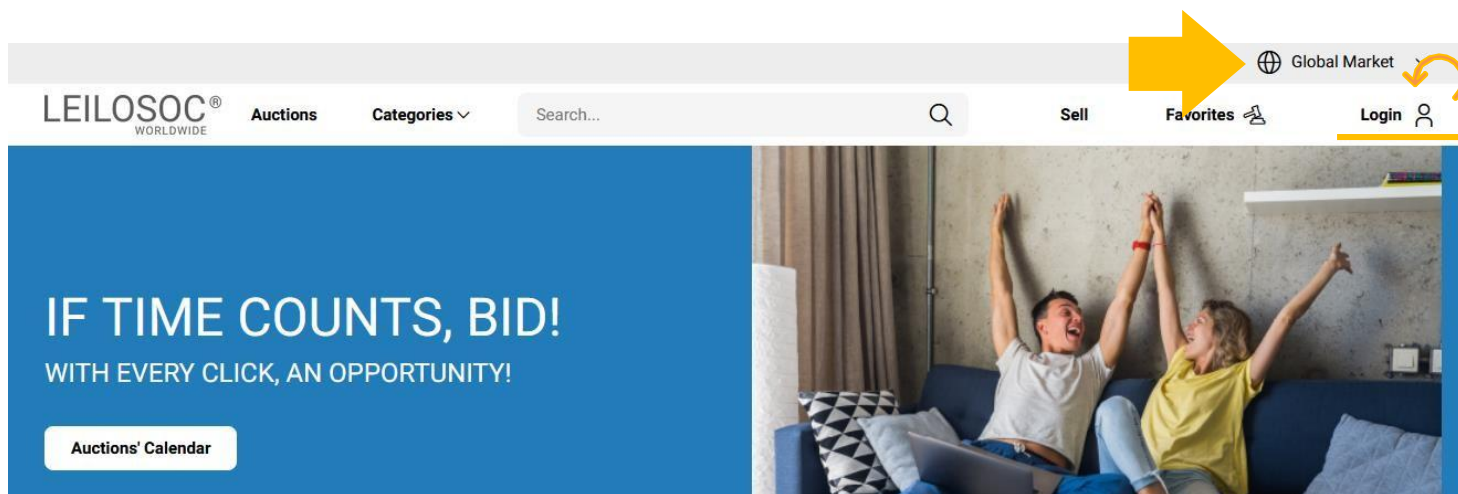 Global Market
LEILOSOC®
WORLDWIDE
Auctions
Categories
Search...
Sell
Favorites
Login
IF TIME COUNTS, BID!
WITH EVERY CLICK, AN OPPORTUNITY!
Auctions' Calendar